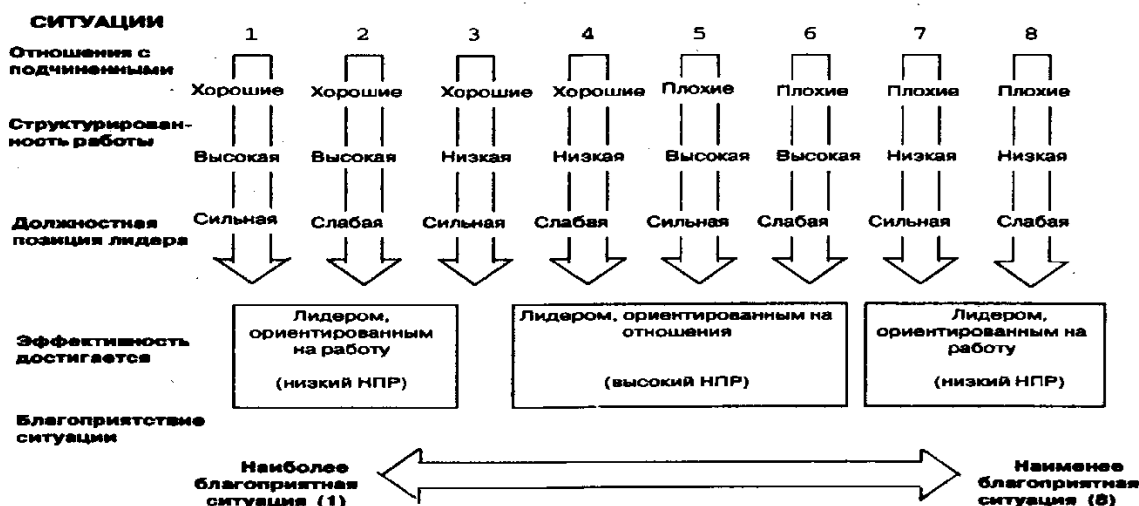 СИТУАЦИИ
1 2 3 4 5 6 7 8
Отношения с
подчиненными
Хорошие Хорошие Хорошие Хорошие Плохие Плохие Плохие Плохие
Структурирован-
ность работы
Высокая Высокая Низкая Низкая Высокая Высокая Низкая Низкая
Должностная
позиция лидера
Сильная Слабая Сильная Слабая Сильная Слабая Сильная Слабая
Эффективность
достигается
Лидером,
ориентированным
на работу
(низкий НПР)
Лидером, ориентированным на
отношения
(высокий НПР)
Лидером,
ориентированным на
работу
(низкий НПР)
Благоприятствие
ситуации
Наиболее
благоприятная
ситуация (1)
Наименее
благоприятная
ситуация (8)